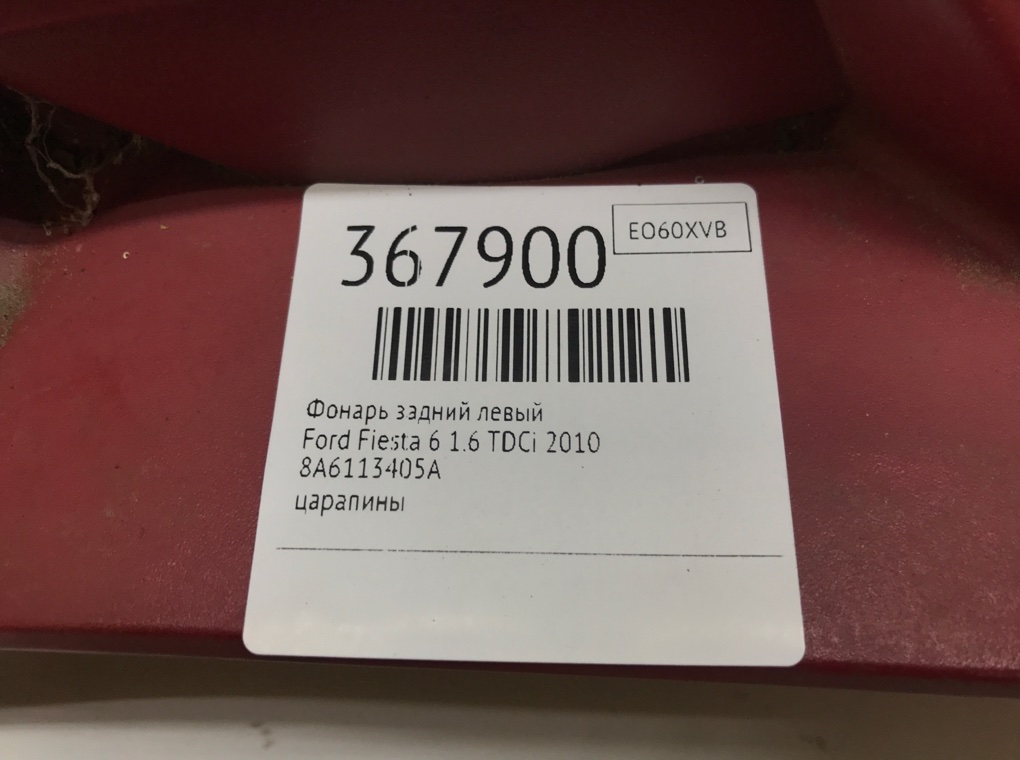 367900
EO60XVB
Фонарь задний левый
Ford Fiesta 6 1.6 TDCi 2010
8A6113405A
царапины